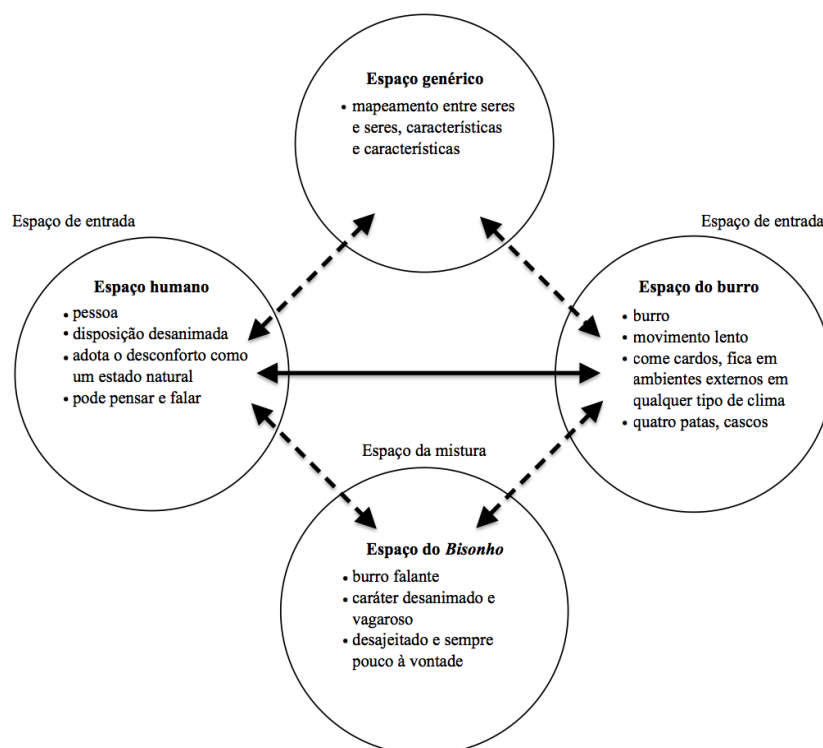 Espaço genérico
• mapeamento entre seres
e seres, características
e características
Espaço de entrada
Espaço de entrada
Espaço humano
• pessoa
• disposição desanimada
• adota o desconforto como
um estado natural
• pode pensar e falar
Espaço do burro
• burro
• movimento lento
• come cardos, fica em
ambientes externos em
qualquer tipo de clima
• quatro patas, cascos
Espaço da mistura
Espaço do Bisonho
• burro falante
• caráter desanimado e
vagaroso
• desajeitado e sempre
pouco à vontade